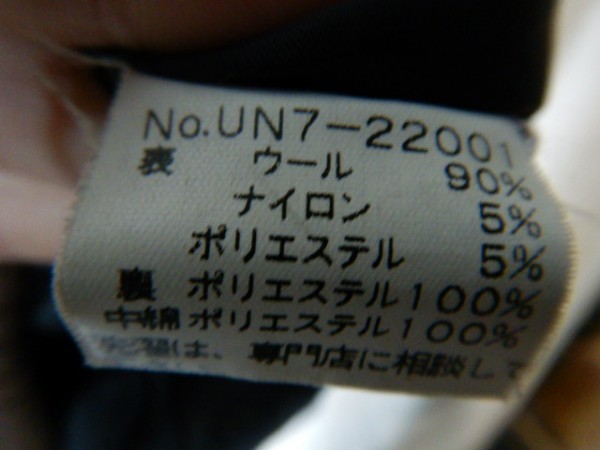 No.UN7-22001
表 ウール 90%
ナイロン 5%
ポリエステル 5%
裏 ポリエステル100%
中綿 ポリエステル100%
は、専門店に相談して